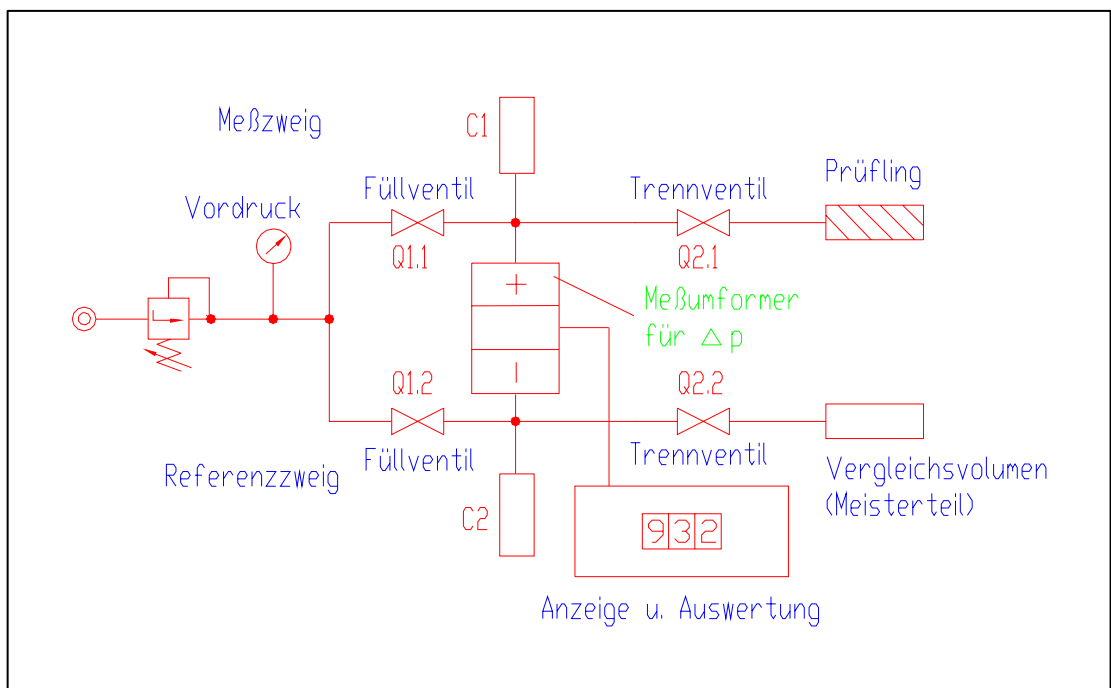 Meßzweig
C1
Füllventil
Trennventil
Prüfling
Vordruck
Q1.1
Q2.1
+
Meßumformer
für △p
Q1.2
Q2.2
Füllventil
Trennventil
Referenzzweig
Vergleichsvolumen
(Meisterteil)
C2
932
Anzeige u. Auswertung